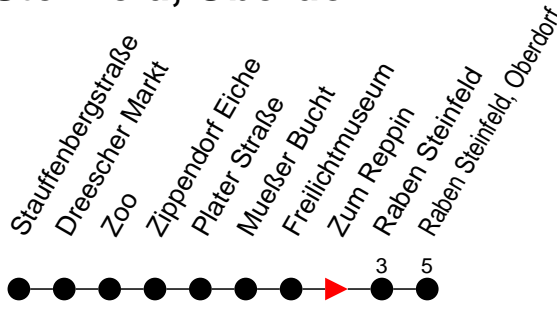 Stauffenbergstraße
Dreescher Markt
Zoo
Zippendorf Eiche
Plater Straße
Mueßer Bucht
Freilichtmuseum
Zum Reppin
Raben Steinfeld
Raben Steinfeld, Oberdorf
3
5